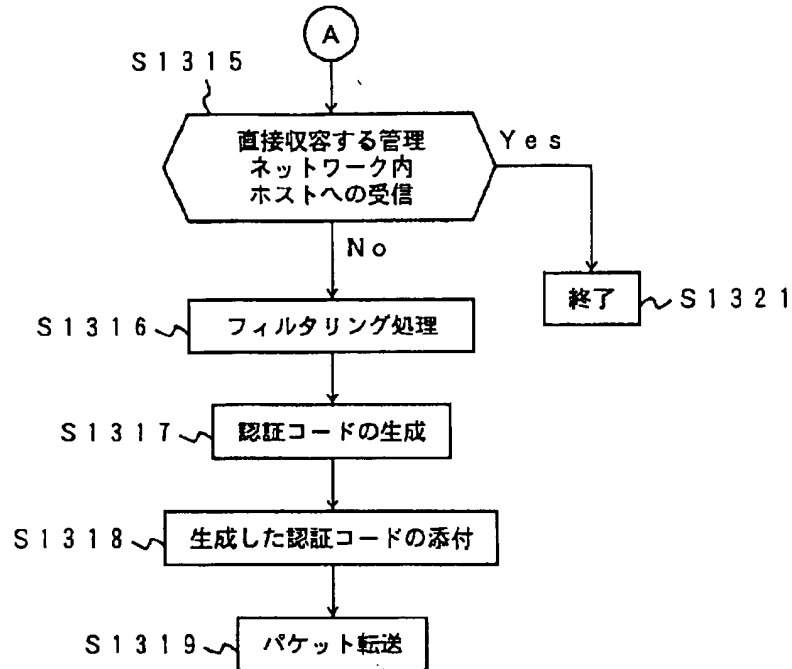 A
S1315
直接収容する管理
ネットワーク内
ホストへの受信
Yes
No
終了
S1321
S1316
フィルタリング処理
S1317
認証コードの生成
S1318
生成した認証コードの添付
S1319
パケット転送